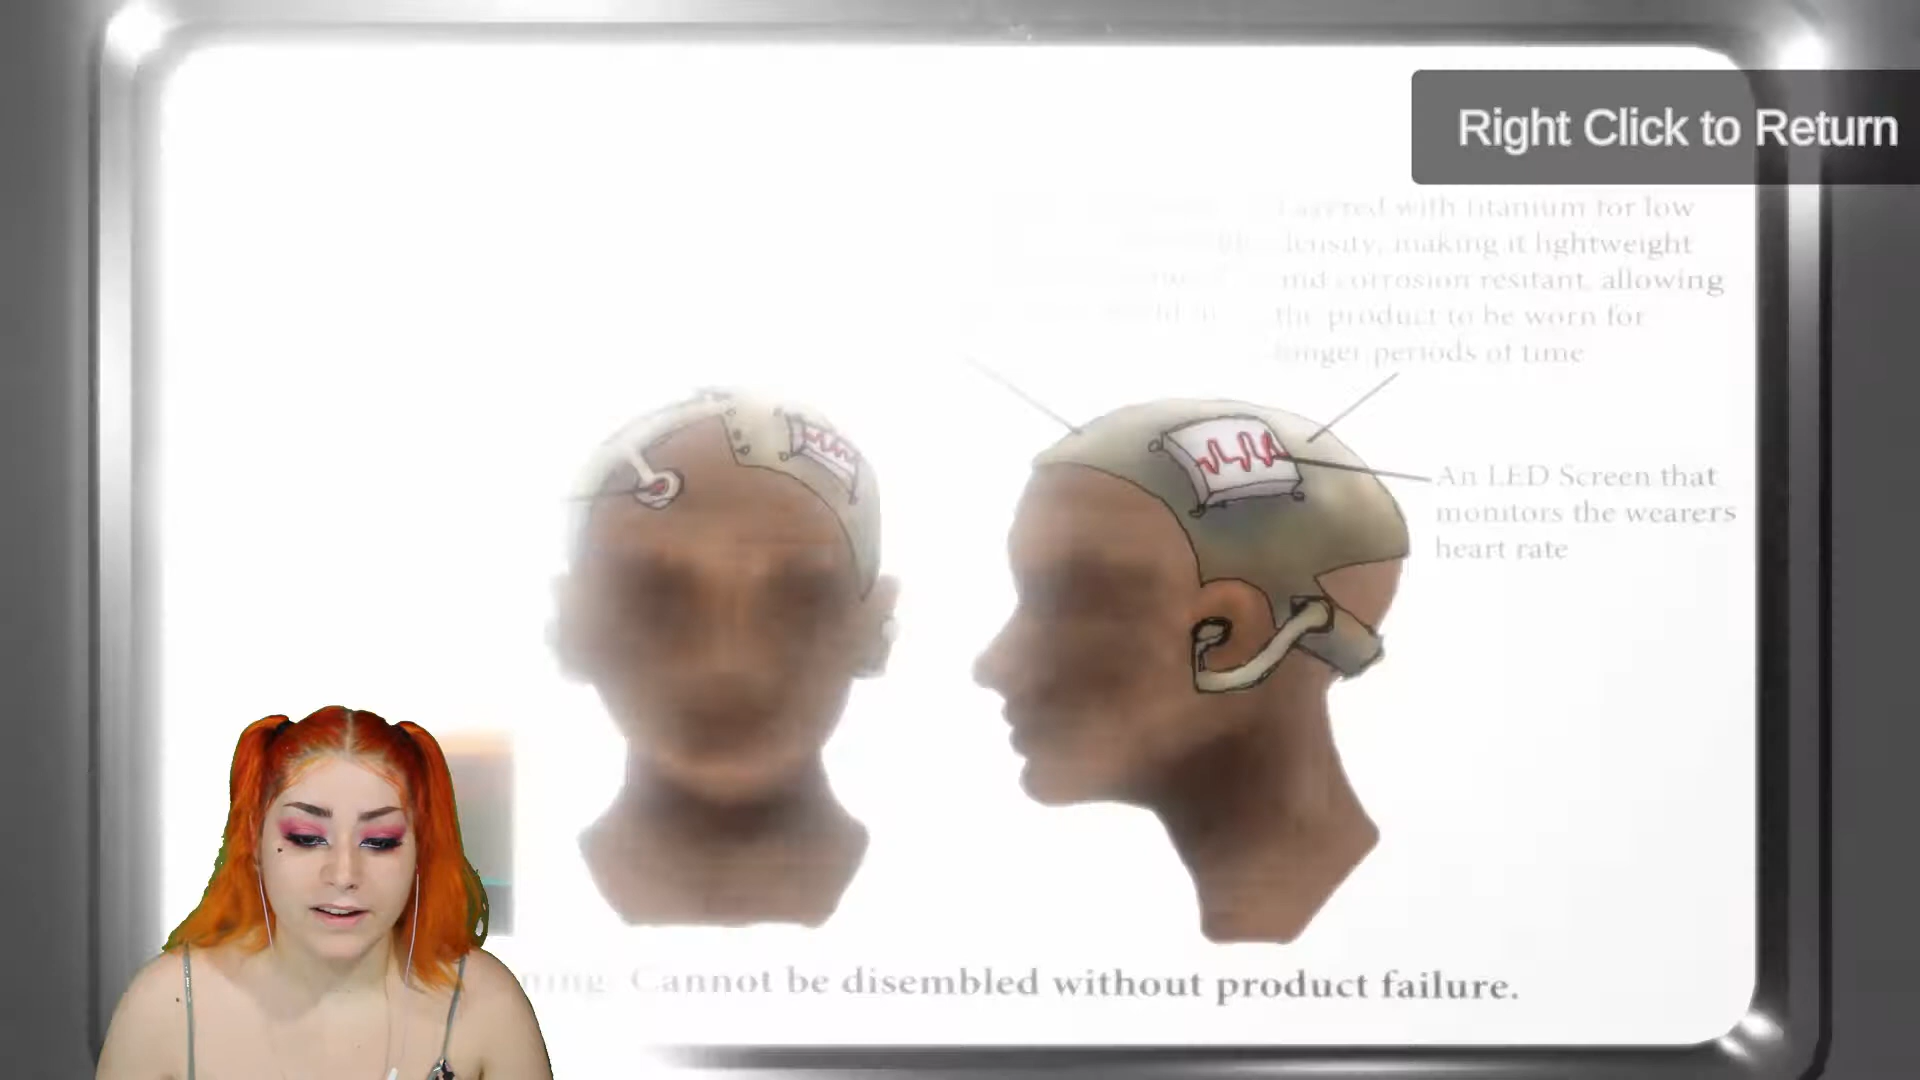 Right Click to Return
Layered with titanium for low
density, making it lightweight
and corrosion resitant, allowing
the product to be worn for
longer periods of time
An LED Screen that
monitors the wearers
heart rate
Cannot be disembled without product failure.